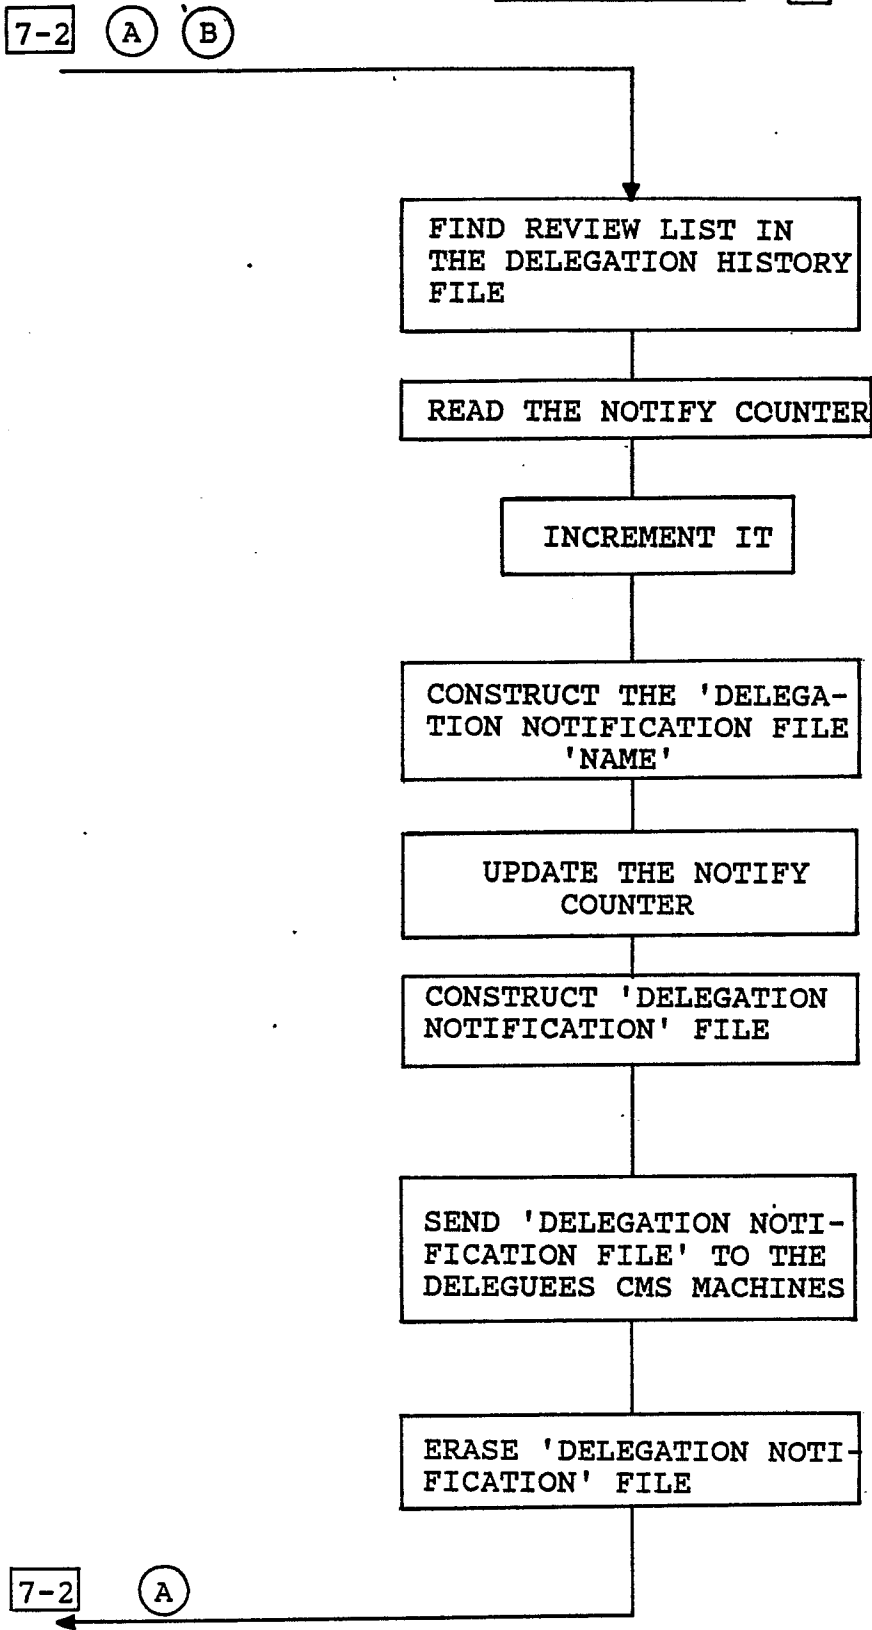 7-2 A B
FIND REVIEW LIST IN
THE DELEGATION HISTORY
FILE
READ THE NOTIFY COUNTER
INCREMENT IT
CONSTRUCT THE 'DELEGA-
TION NOTIFICATION FILE
'NAME'
UPDATE THE NOTIFY
COUNTER
CONSTRUCT 'DELEGATION
NOTIFICATION' FILE
SEND 'DELEGATION NOTI-
FICATION FILE' TO THE
DELEGUEES CMS MACHINES
ERASE 'DELEGATION NOTI-
FICATION' FILE
7-2 A